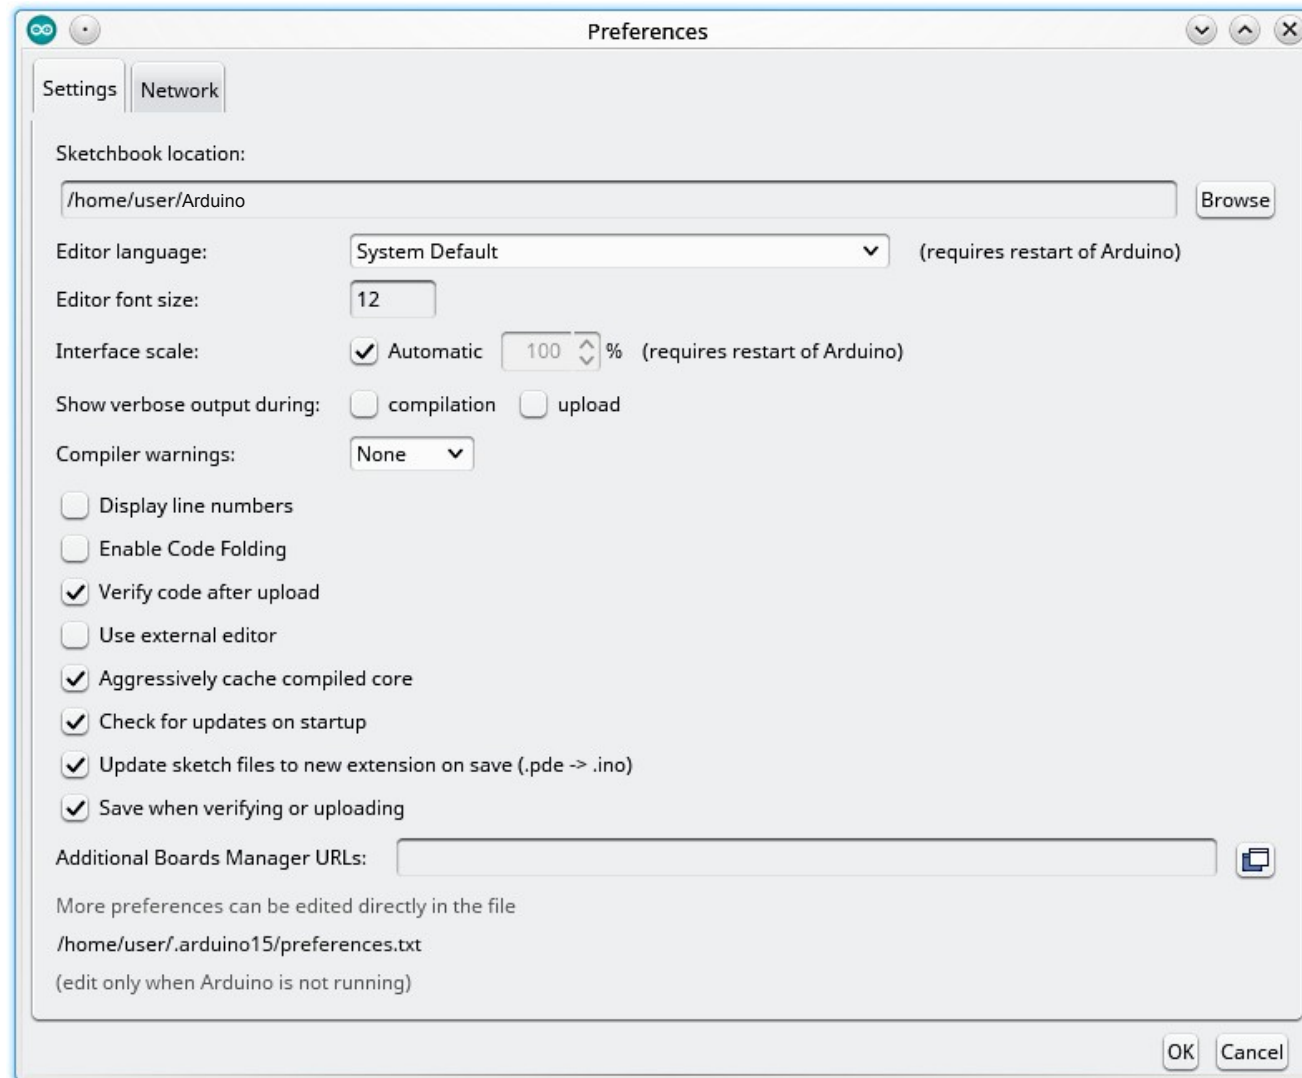 Preferences
Settings Network
Sketchbook location:
/home/user/Arduino Browse
Editor language: System Default (requires restart of Arduino)
Editor font size: 12
Interface scale: Automatic 100 % (requires restart of Arduino)
Show verbose output during: compilation upload
Compiler warnings: None
Display line numbers
Enable Code Folding
Verify code after upload
Use external editor
Aggressively cache compiled core
Check for updates on startup
Update sketch files to new extension on save (.pde -> .ino)
Save when verifying or uploading
Additional Boards Manager URLs:
More preferences can be edited directly in the file
/home/user/.arduino15/preferences.txt
(edit only when Arduino is not running)
OK Cancel